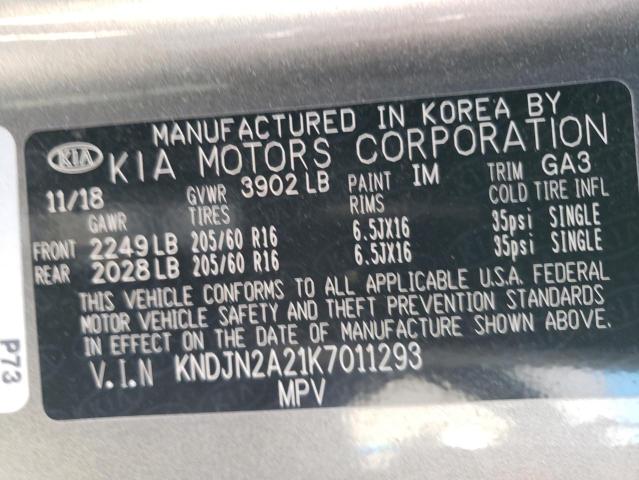 MANUFACTURED IN KOREA BY
KIA KIA MOTORS CORPORATION
11/18 GVWR 3902 LB PAINT IM TRIM GA3
GAWR TIRES RIMS COLD TIRE INFL
FRONT 2249 LB 205/60 R16 6.5JX16 35psi SINGLE
REAR 2028 LB 205/60 R16 6.5JX16 35psi SINGLE
THIS VEHICLE CONFORMS TO ALL APPLICABLE U.S.A. FEDERAL
MOTOR VEHICLE SAFETY AND THEFT PREVENTION STANDARDS
IN EFFECT ON THE DATE OF MANUFACTURE SHOWN ABOVE.
V.I.N KNDJN2A21K7011293
MPV
P73